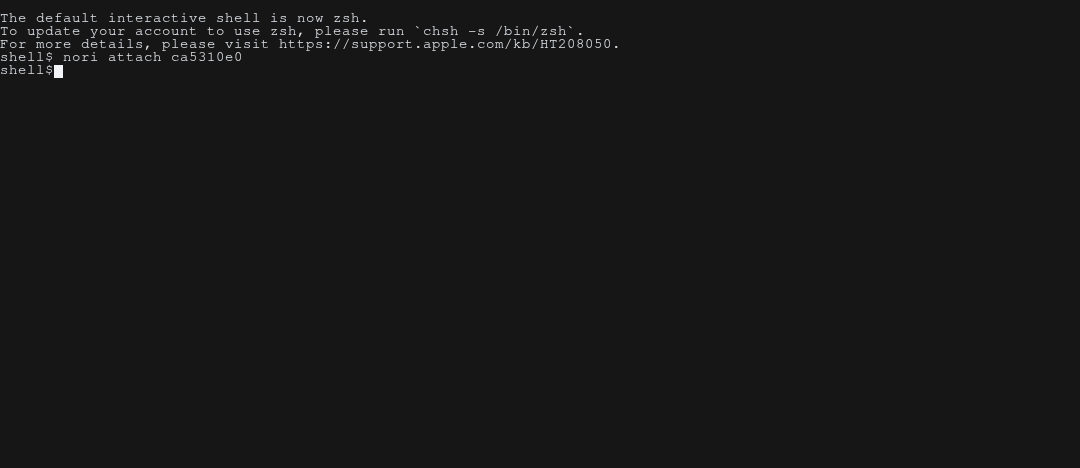 The default interactive shell is now zsh.
To update your account to use zsh, please run `chsh -s /bin/zsh`.
For more details, please visit https://support.apple.com/kb/HT208050.
shell$ nori attach ca5310e0
shell$